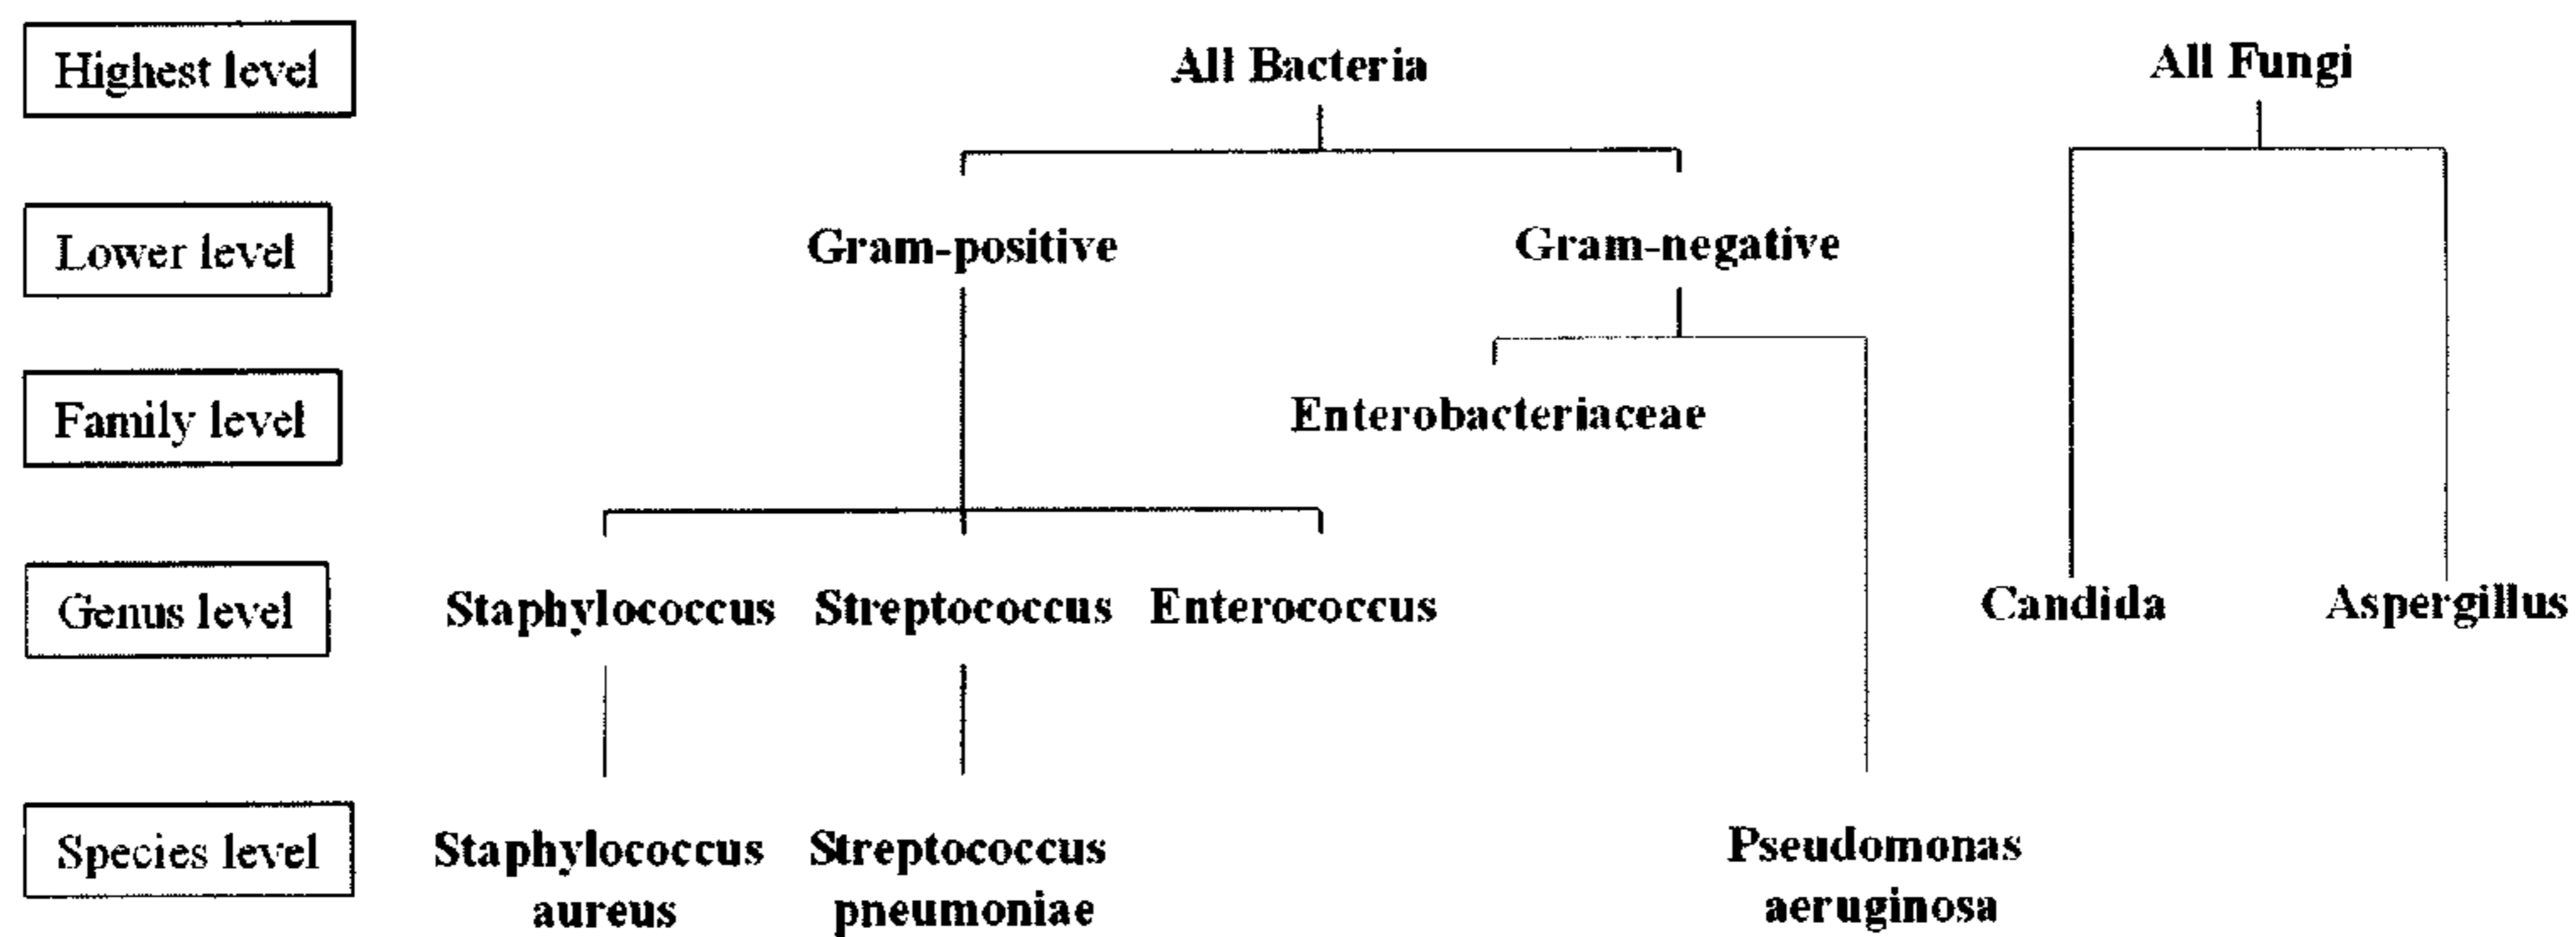 Highest level
All Bacteria
All Fungi
Lower level
Gram-positive
Gram-negative
Family level
Enterobacteriaceae
Genus level
Staphylococcus
Streptococcus
Enterococcus
Candida
Aspergillus
Species level
Staphylococcus
aureus
Streptococcus
pneumoniae
Pseudomonas
aeruginosa